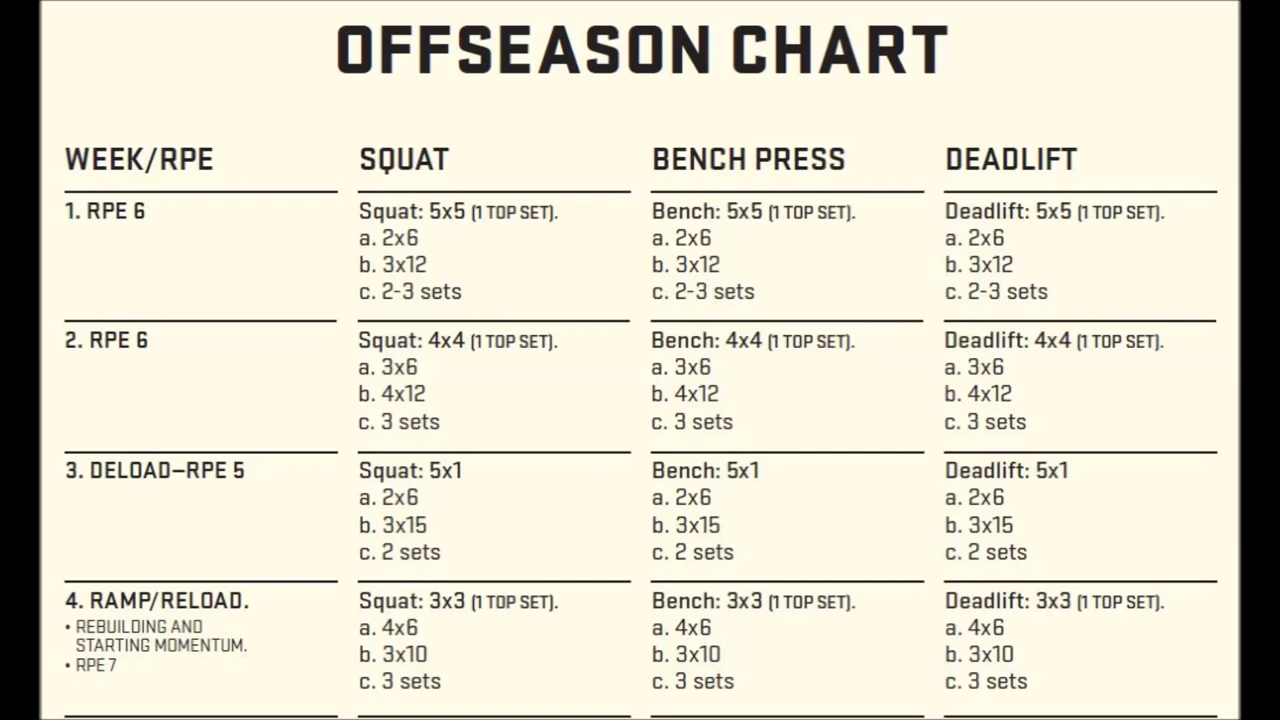 OFFSEASON CHART
WEEK/RPE
SQUAT
BENCH PRESS
DEADLIFT
1. RPE 6
Squat: 5x5 (1 TOP SET).
a. 2x6
b. 3x12
c. 2-3 sets
Bench: 5x5 (1 TOP SET).
a. 2x6
b. 3x12
c. 2-3 sets
Deadlift: 5x5 (1 TOP SET).
a. 2x6
b. 3x12
c. 2-3 sets
2. RPE 6
Squat: 4x4 (1 TOP SET).
a. 3x6
b. 4x12
c. 3 sets
Bench: 4x4 (1 TOP SET).
a. 3x6
b. 4x12
c. 3 sets
Deadlift: 4x4 (1 TOP SET).
a. 3x6
b. 4x12
c. 3 sets
3. DELOAD–RPE 5
Squat: 5x1
a. 2x6
b. 3x15
c. 2 sets
Bench: 5x1
a. 2x6
b. 3x15
c. 2 sets
Deadlift: 5x1
a. 2x6
b. 3x15
c. 2 sets
4. RAMP/RELOAD.
• REBUILDING AND
STARTING MOMENTUM.
• RPE 7
Squat: 3x3 (1 TOP SET).
a. 4x6
b. 3x10
c. 3 sets
Bench: 3x3 (1 TOP SET).
a. 4x6
b. 3x10
c. 3 sets
Deadlift: 3x3 (1 TOP SET).
a. 4x6
b. 3x10
c. 3 sets